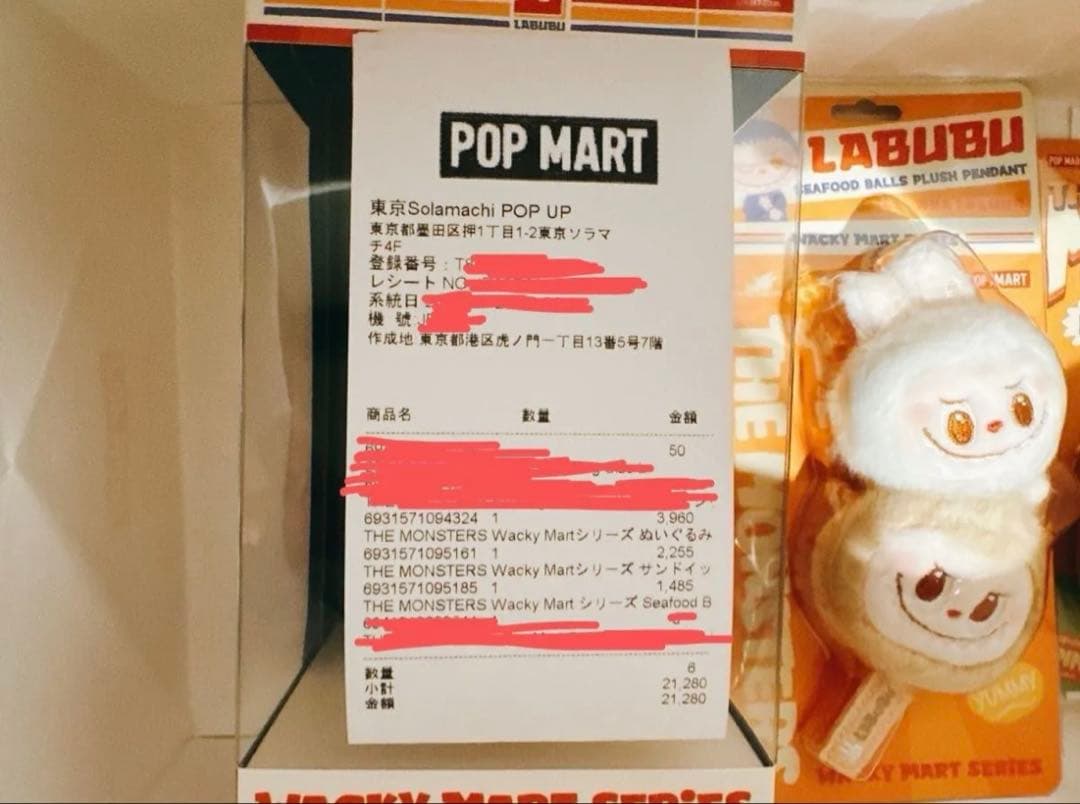 LABUBU
POP MART
東京Solamachi POP UP
東京都墨田区押1丁目1-2東京ソラマ
チ4F
登録番号：T
レシート NO
系統日
機 號
作成地 東京都港区虎ノ門一丁目13番5号7階
商品名 数量 金額
50
6931571094324 1 3,960
THE MONSTERS Wacky Martシリーズ ぬいぐるみ
6931571095161 1 2,255
THE MONSTERS Wacky Martシリーズ サンドイッ
6931571095185 1 1,485
THE MONSTERS Wacky Mart シリーズ Seafood B
数量 6
小計 21,280
金額 21,280
WACKY MART SERIES
LABUBU
SEAFOOD BALLS PLUSH PENDANT
WACKY MART
POP MART
THE MONSTERS
YUMMY
WACKY MART SERIES